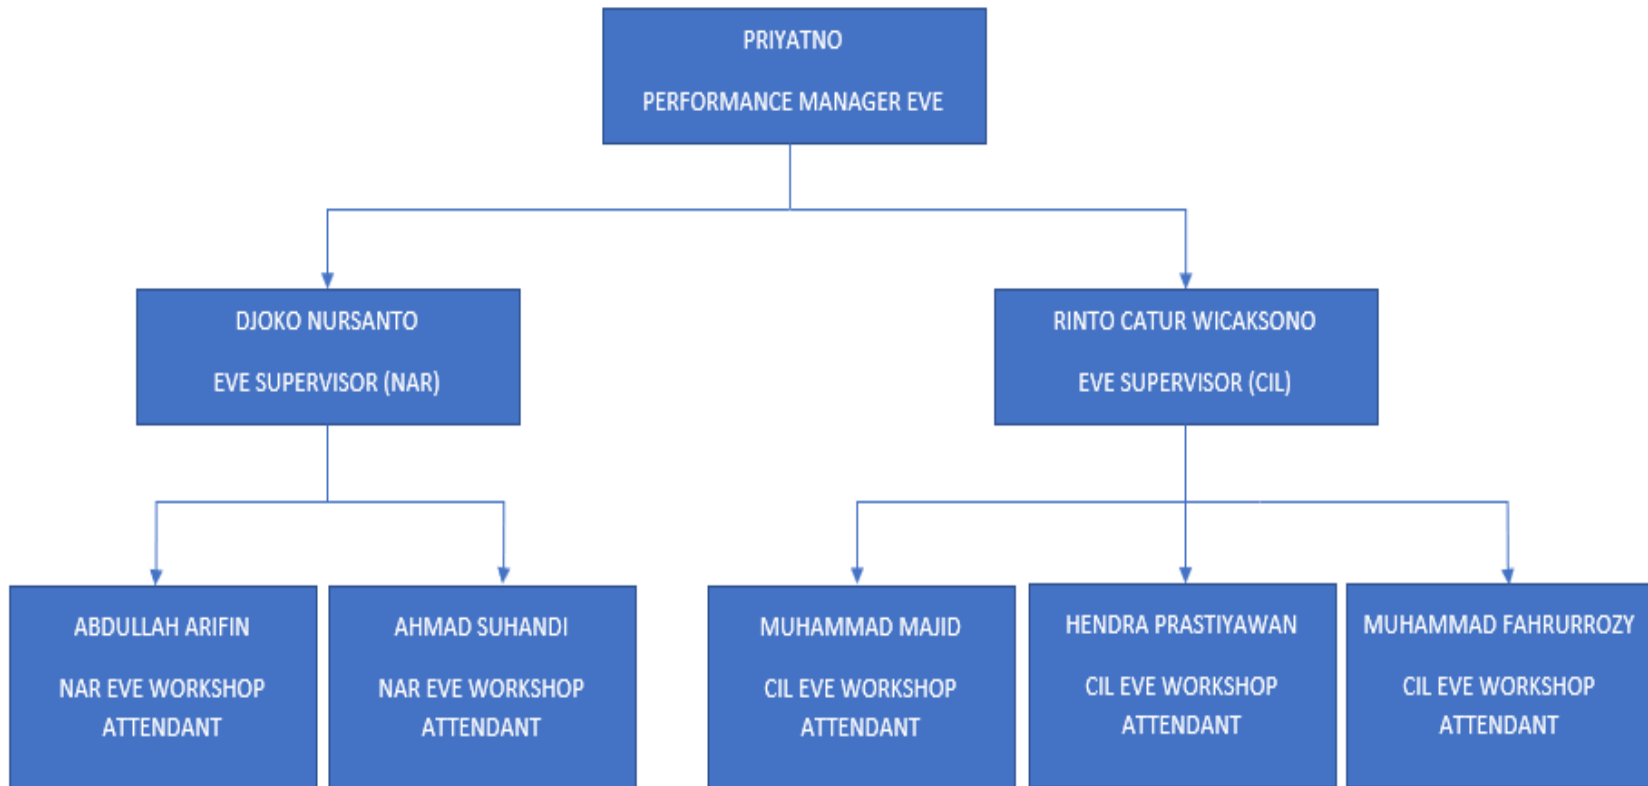 PRIYATNO
PERFORMANCE MANAGER EVE
DJOKO NURSANTO
EVE SUPERVISOR (NAR)
RINTO CATUR WICAKSONO
EVE SUPERVISOR (CIL)
ABDULLAH ARIFIN
NAR EVE WORKSHOP
ATTENDANT
AHMAD SUHANDI
NAR EVE WORKSHOP
ATTENDANT
MUHAMMAD MAJID
CIL EVE WORKSHOP
ATTENDANT
HENDRA PRASTIYAWAN
CIL EVE WORKSHOP
ATTENDANT
MUHAMMAD FAHRURROZY
CIL EVE WORKSHOP
ATTENDANT